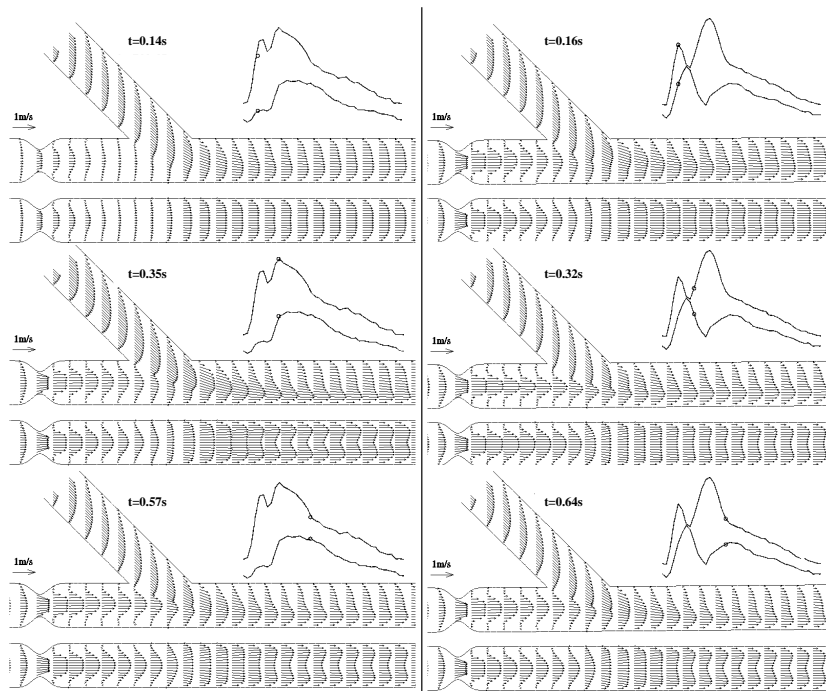 t=0.14s
1m/s
t=0.35s
1m/s
t=0.57s
1m/s
t=0.16s
1m/s
t=0.32s
1m/s
t=0.64s
1m/s